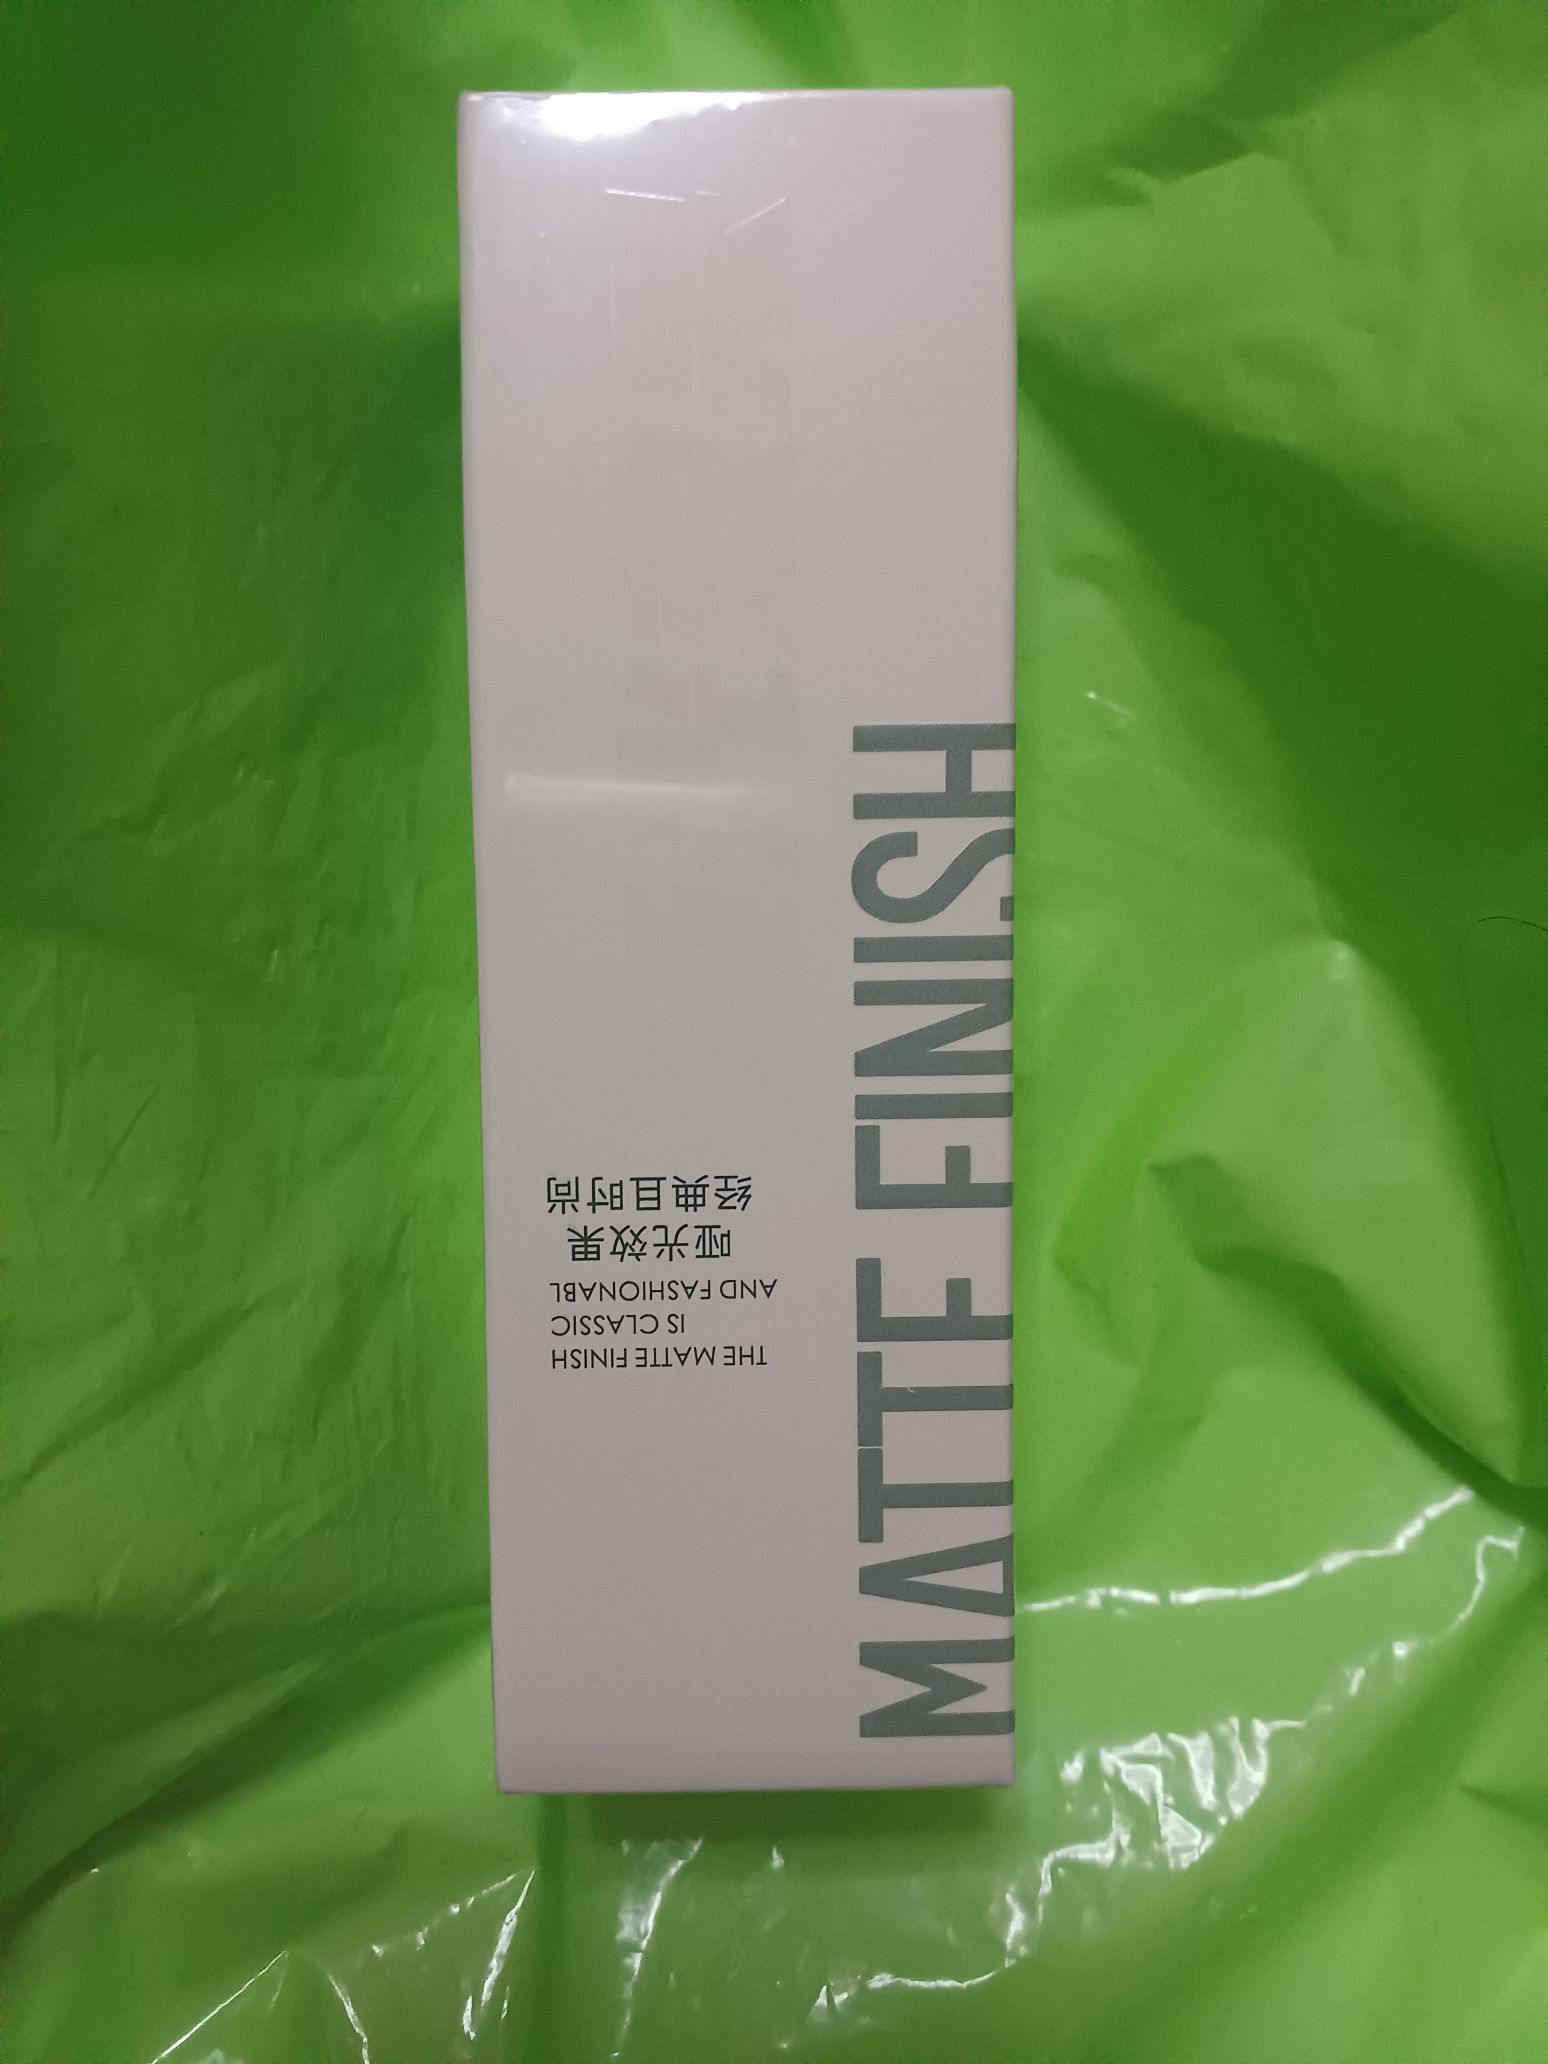 MATTE FINISH
THE MATTE FINISH
IS CLASSIC
AND FASHIONABL
哑光效果
经典且时尚